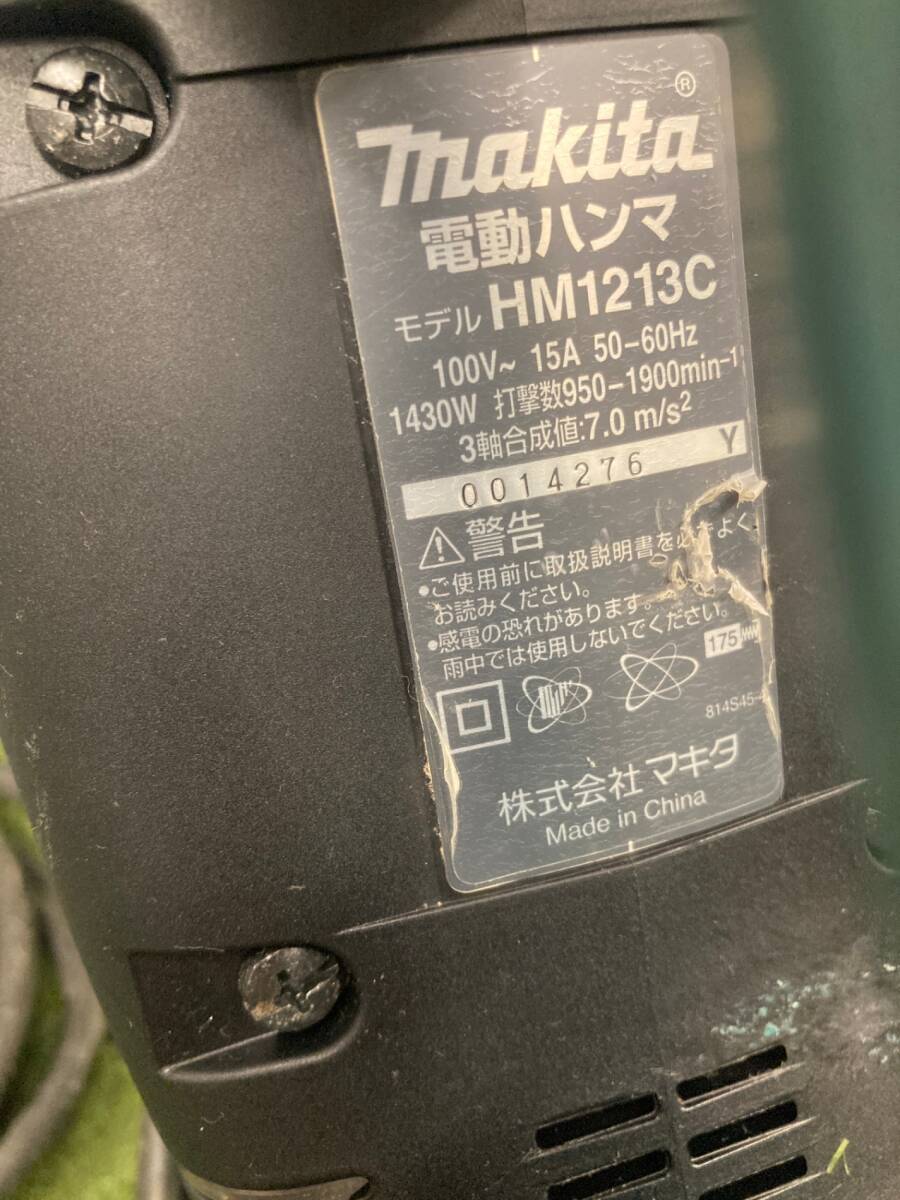 makita®
電動ハンマ
モデル HM1213C
100V~ 15A 50-60Hz
1430W 打撃数950-1900min-1
3軸合成値:7.0 m/s²
0014276 Y
警告
•ご使用前に取扱説明書を よく
お読みください。
•感電の恐れがあります。
雨中では使用しないでください。
175
814S45-
株式会社 マキタ
Made in China